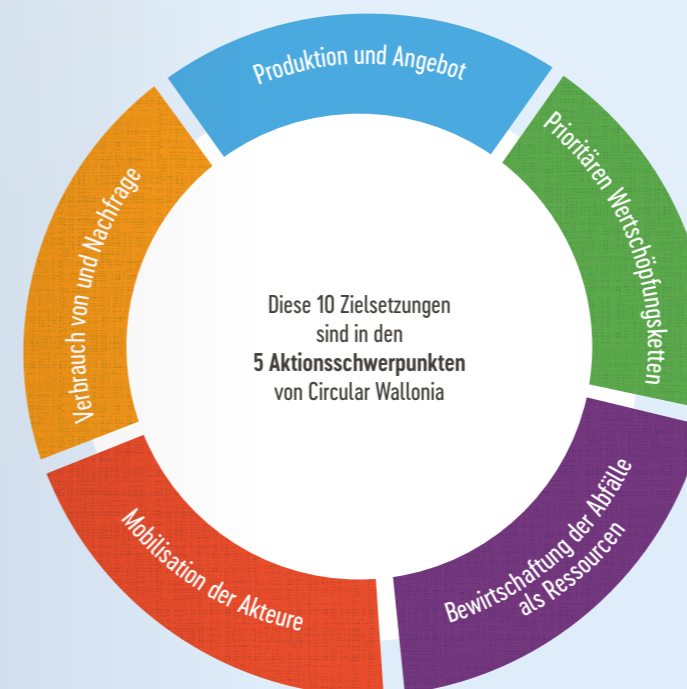 Produktion und Angebot
Prioritären Wertschöpfungsketten
Bewirtschaftung der Abfälle
als Ressourcen
Mobilisation der Akteure
Verbrauch von und Nachfrage
Diese 10 Zielsetzungen
sind in den
5 Aktionsschwerpunkten
von Circular Wallonia